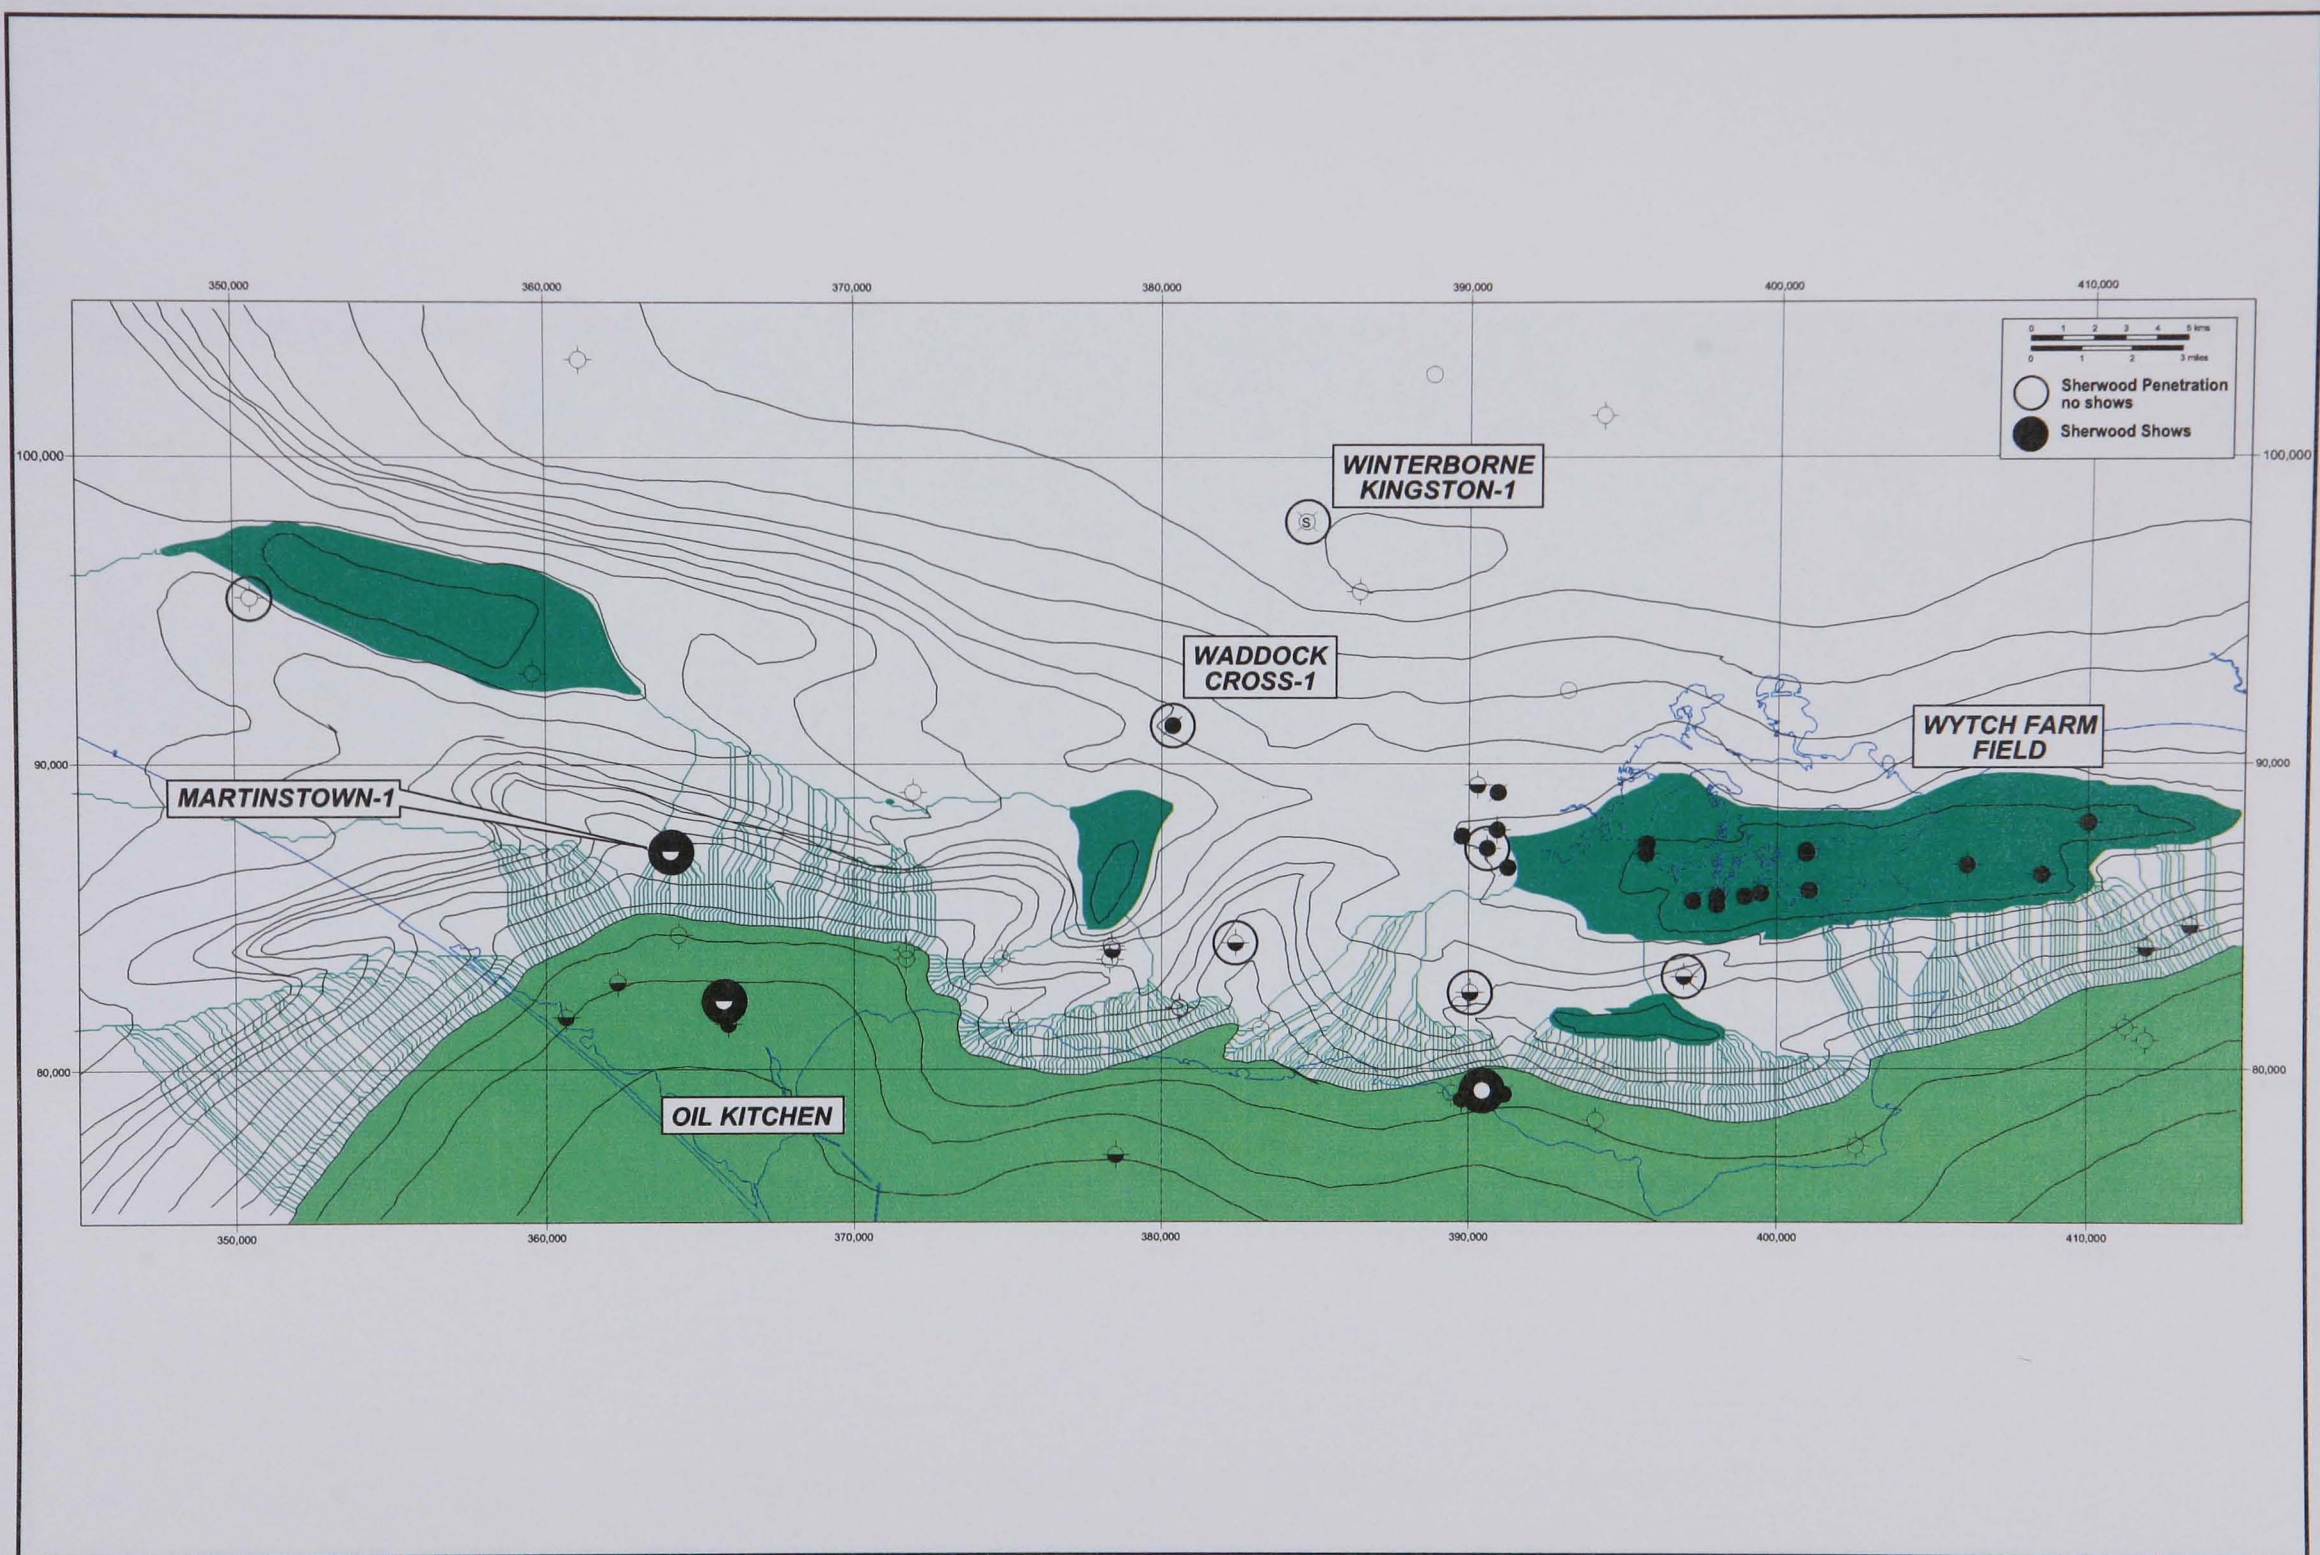 350,000 360,000 370,000 380,000 390,000 400,000 410,000
0 1 2 3 4 5 kms
0 1 2 3 miles
Sherwood Penetration
no shows
Sherwood Shows
100,000 100,000
WINTERBORNE
KINGSTON-1
S
WADDOCK
CROSS-1
WYTCH FARM
FIELD
90,000 90,000
MARTINSTOWN-1
80,000 80,000
OIL KITCHEN
350,000 360,000 370,000 380,000 390,000 400,000 410,000